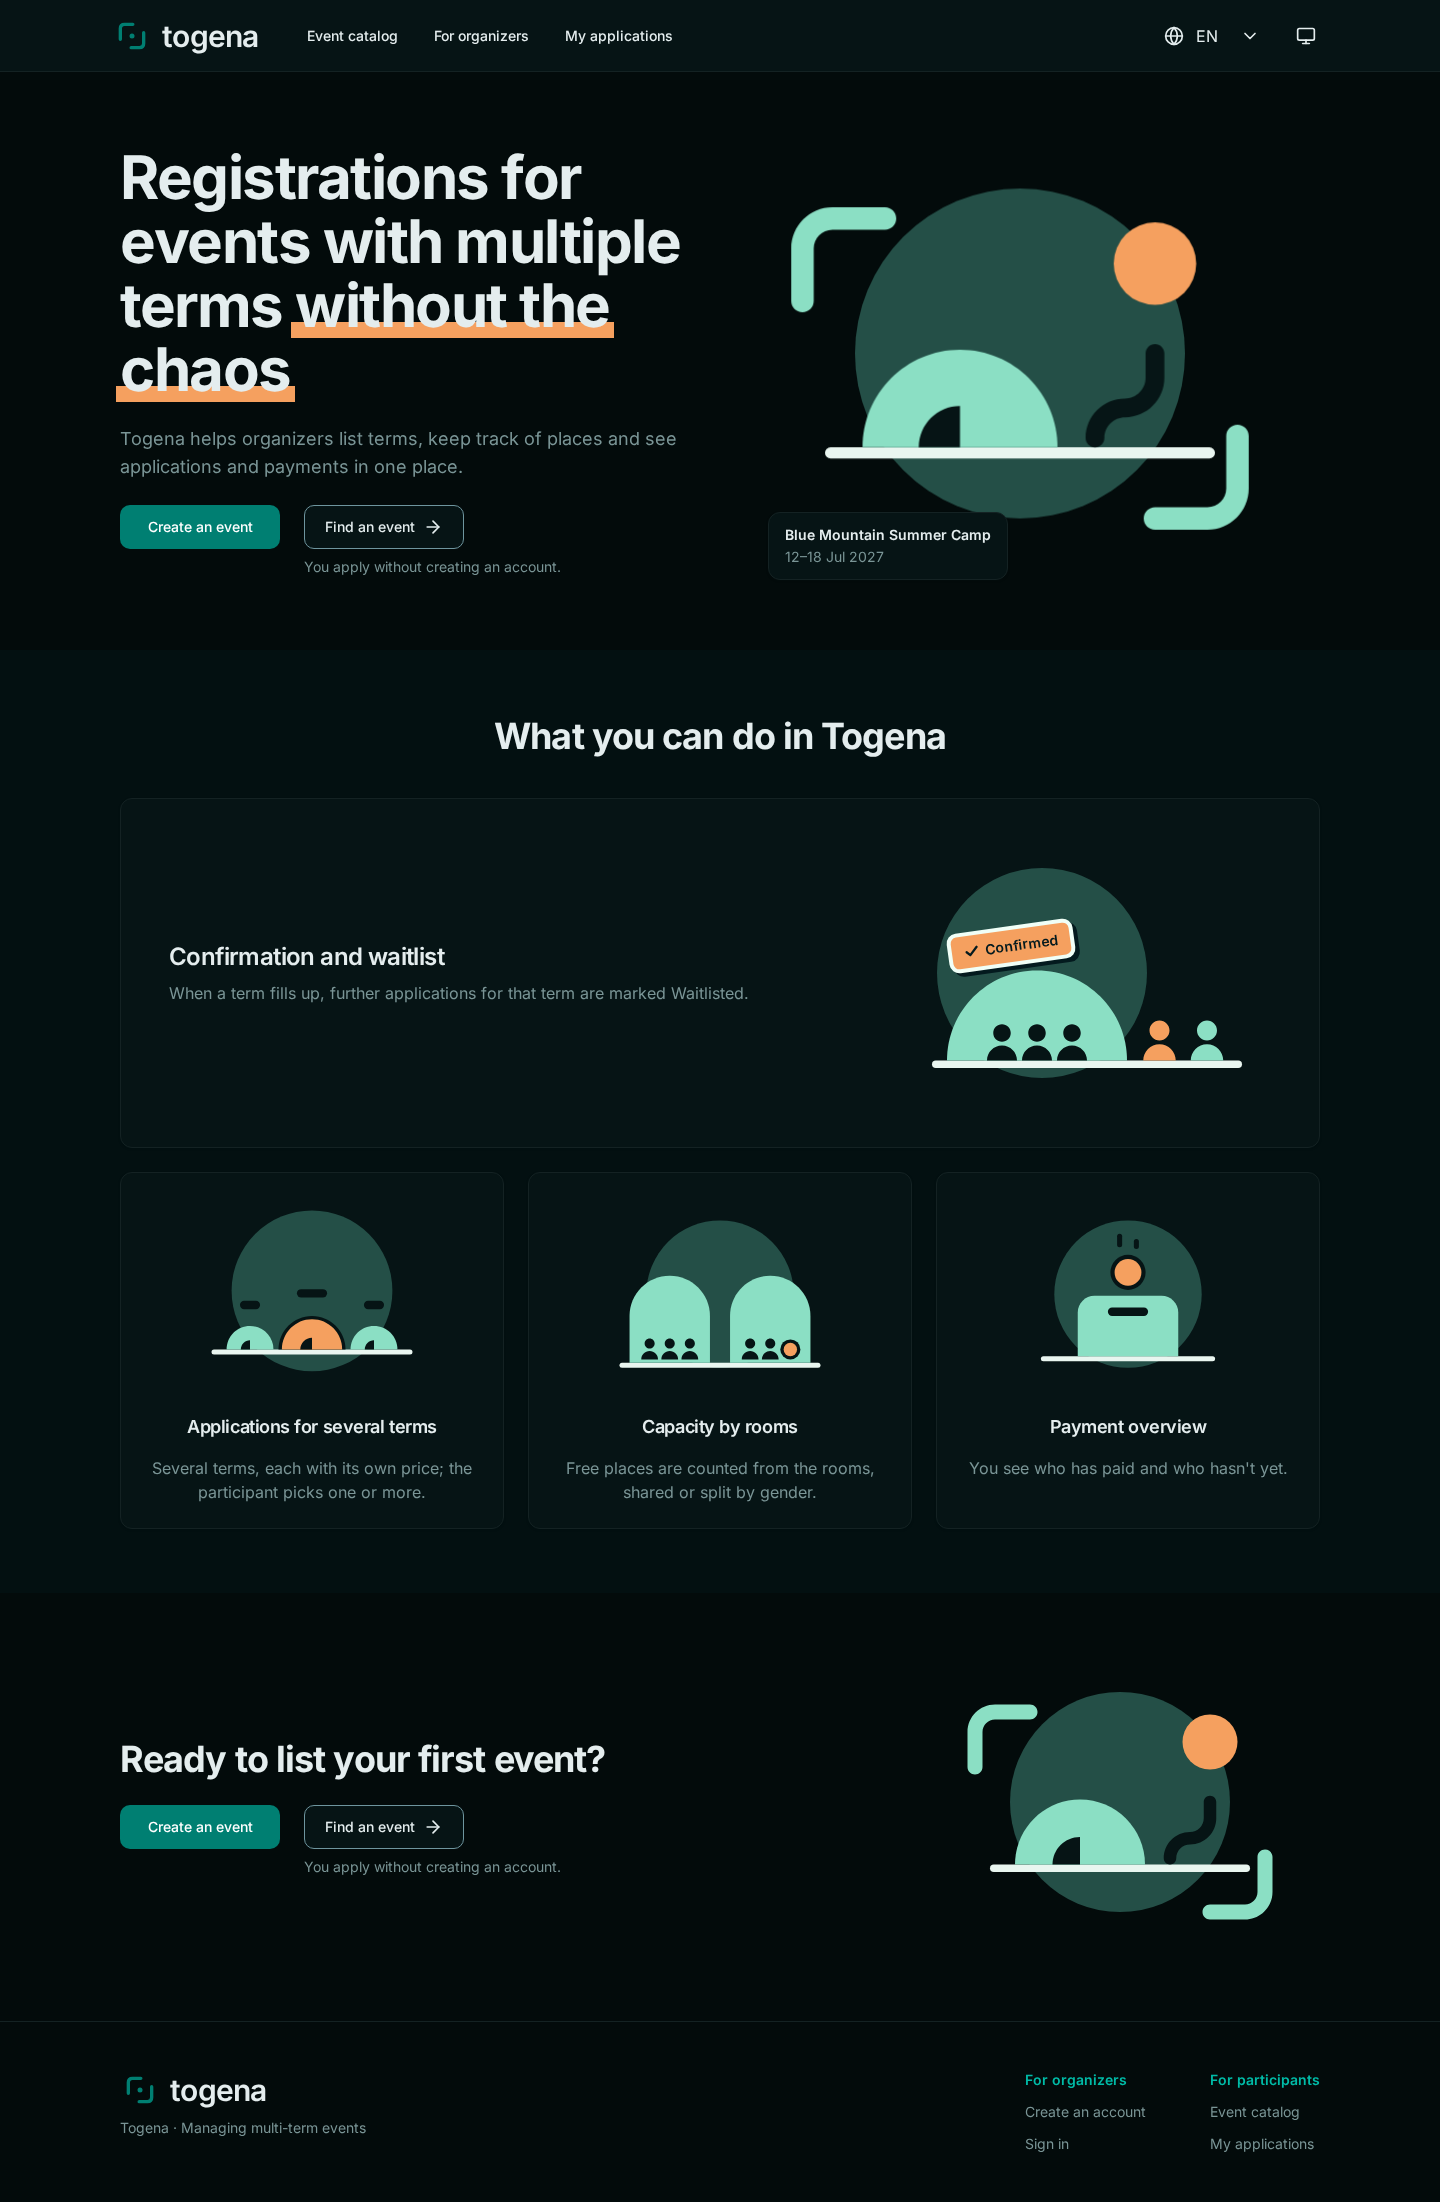 togena
Event catalog
For organizers
My applications
EN
Registrations for
events with multiple
terms without the
chaos
Togena helps organizers list terms, keep track of places and see
applications and payments in one place.
Create an event
Find an event
You apply without creating an account.
Blue Mountain Summer Camp
12–18 Jul 2027
What you can do in Togena
Confirmation and waitlist
When a term fills up, further applications for that term are marked Waitlisted.
Confirmed
Applications for several terms
Several terms, each with its own price; the
participant picks one or more.
Capacity by rooms
Free places are counted from the rooms,
shared or split by gender.
Payment overview
You see who has paid and who hasn't yet.
Ready to list your first event?
Create an event
Find an event
You apply without creating an account.
togena
Togena · Managing multi-term events
For organizers
Create an account
Sign in
For participants
Event catalog
My applications